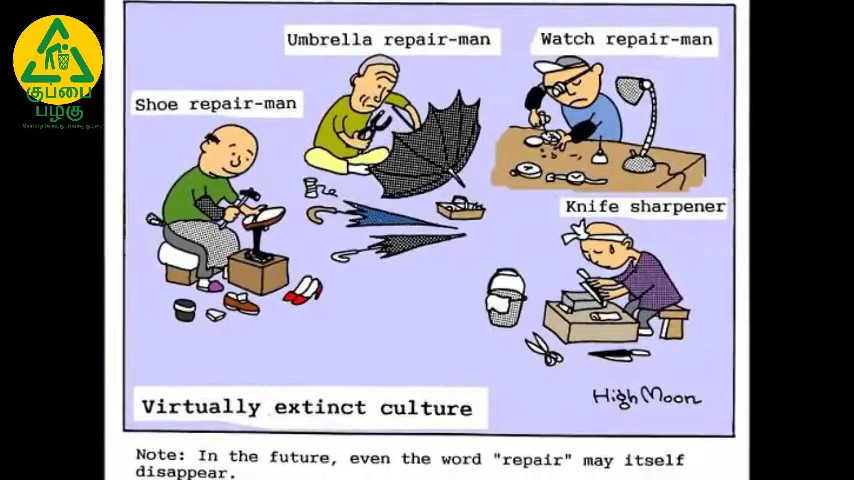 குப்பை
பழகு
Umbrella repair-man
Watch repair-man
Shoe repair-man
Knife sharpener
High Moon
Virtually extinct culture
Note: In the future, even the word "repair" may itself
disappear.